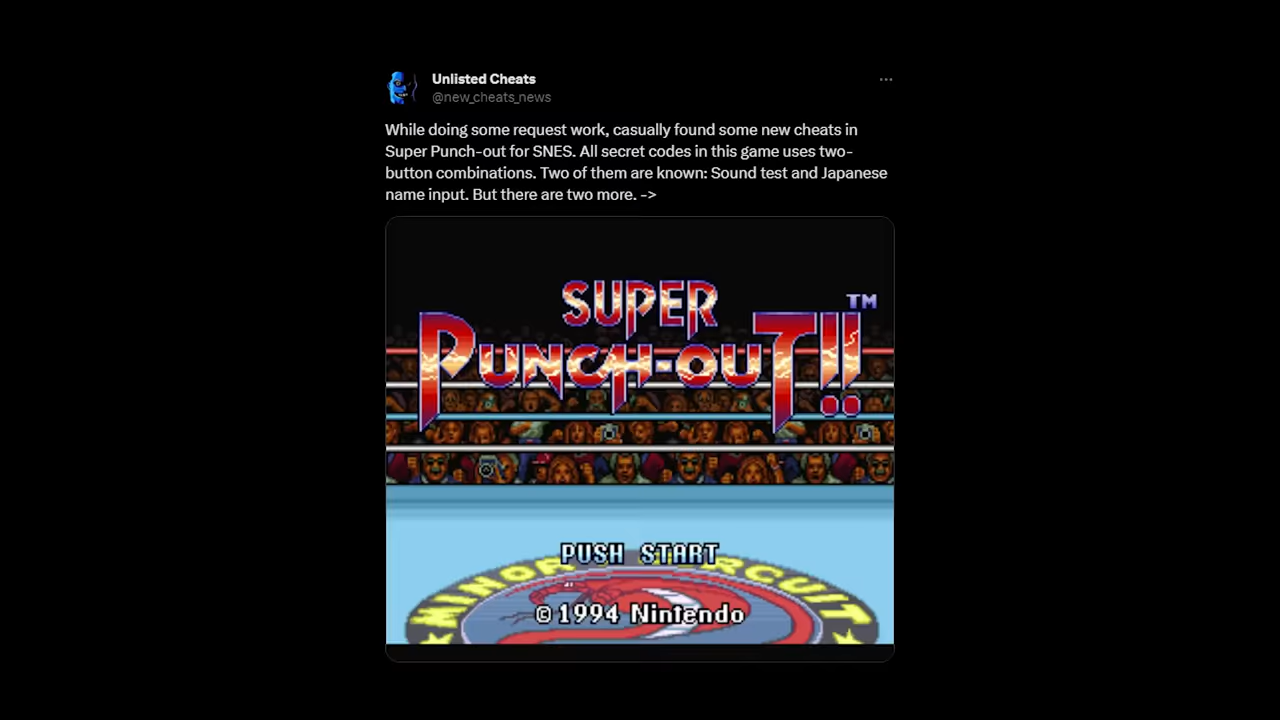 Unlisted Cheats
@new_cheats_news
While doing some request work, casually found some new cheats in
Super Punch-out for SNES. All secret codes in this game uses two-
button combinations. Two of them are known: Sound test and Japanese
name input. But there are two more. ->
SUPER
PUNCH-OUT!!
TM
PUSH START
MINOR CIRCUIT
© 1994 Nintendo